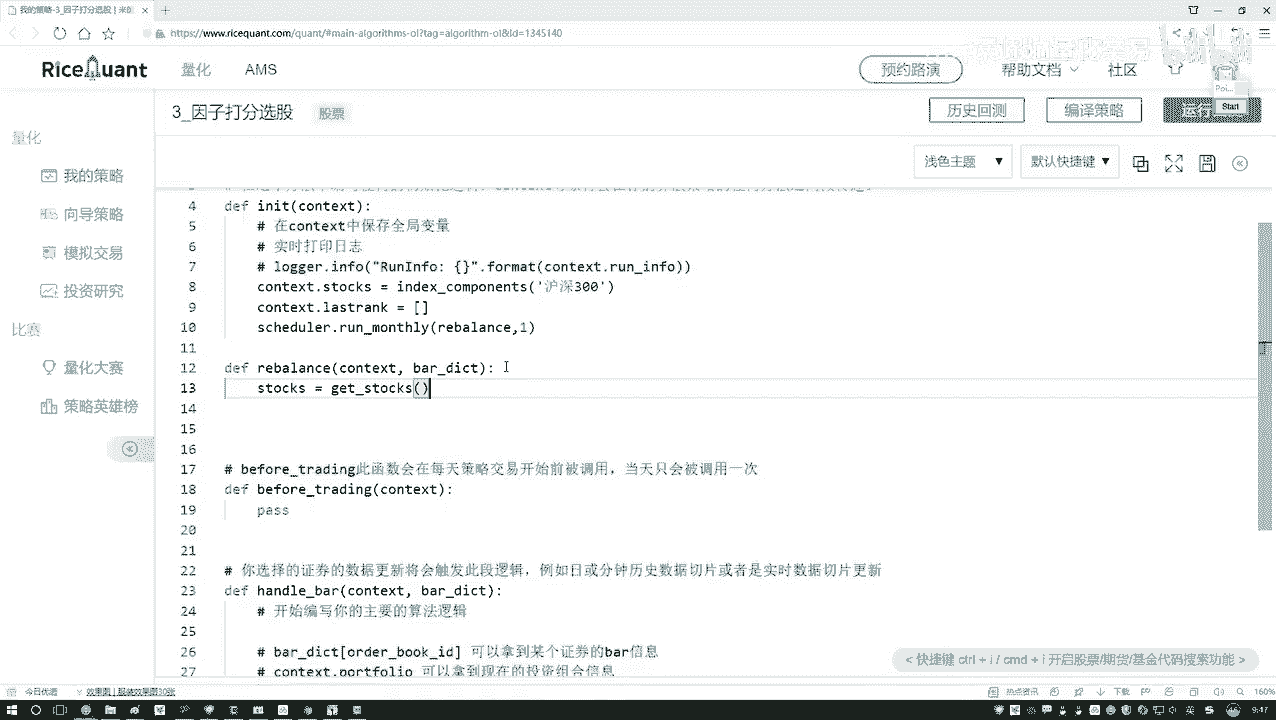 我的策略-3_因子打分选股
https://www.ricequant.com/quant/#main-algorithms-ol?tag=algorithm-ol&id=1345140
RiceQuant 量化 AMS 预约路演 帮助文档 社区
Start
3_因子打分选股 股票 历史回测 编译策略
浅色主题 默认快捷键
量化
我的策略
向导策略
模拟交易
投资研究
比赛
量化大赛
策略英雄榜
4 def init(context):
5 # 在context中保存全局变量
6 # 实时打印日志
7 # logger.info("RunInfo: {}".format(context.run_info))
8 context.stocks = index_components('沪深300')
9 context.lastrank = []
10 scheduler.run_monthly(rebalance,1)
11
12 def rebalance(context, bar_dict):
13 stocks = get_stocks()
14
15
16
17 # before_trading此函数会在每天策略交易开始前被调用，当天只会被调用一次
18 def before_trading(context):
19 pass
20
21
22 # 你选择的证券的数据更新将会触发此段逻辑，例如日或分钟历史数据切片或者是实时数据切片更新
23 def handle_bar(context, bar_dict):
24 # 开始编写你的主要的算法逻辑
25
26 # bar_dict[order_book_id] 可以拿到某个证券的bar信息
27 # context.portfolio 可以拿到现在的投资组合信息
< 快捷键 ctrl + i / cmd + i 开启股票/期货/基金代码搜索功能 >
今日优选 热点资讯 下载 160%
9:17